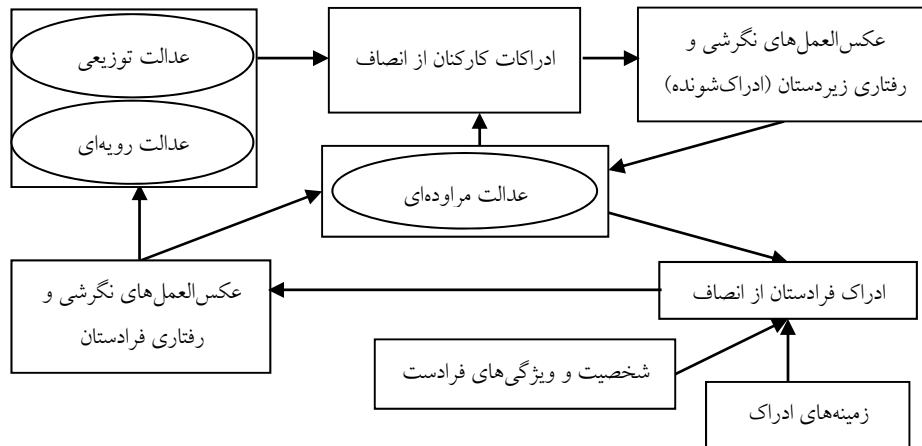 عدالت توزیعی
عدالت رویه‌ای
ادراکات کارکنان از انصاف
عکس‌العمل‌های نگرشی و
رفتاری زیردستان (ادراک‌شونده)
عدالت مراوده‌ای
عکس‌العمل‌های نگرشی و
رفتاری فرادستان
ادراک فرادستان از انصاف
شخصیت و ویژگی‌های فرادست
زمینه‌های ادراک